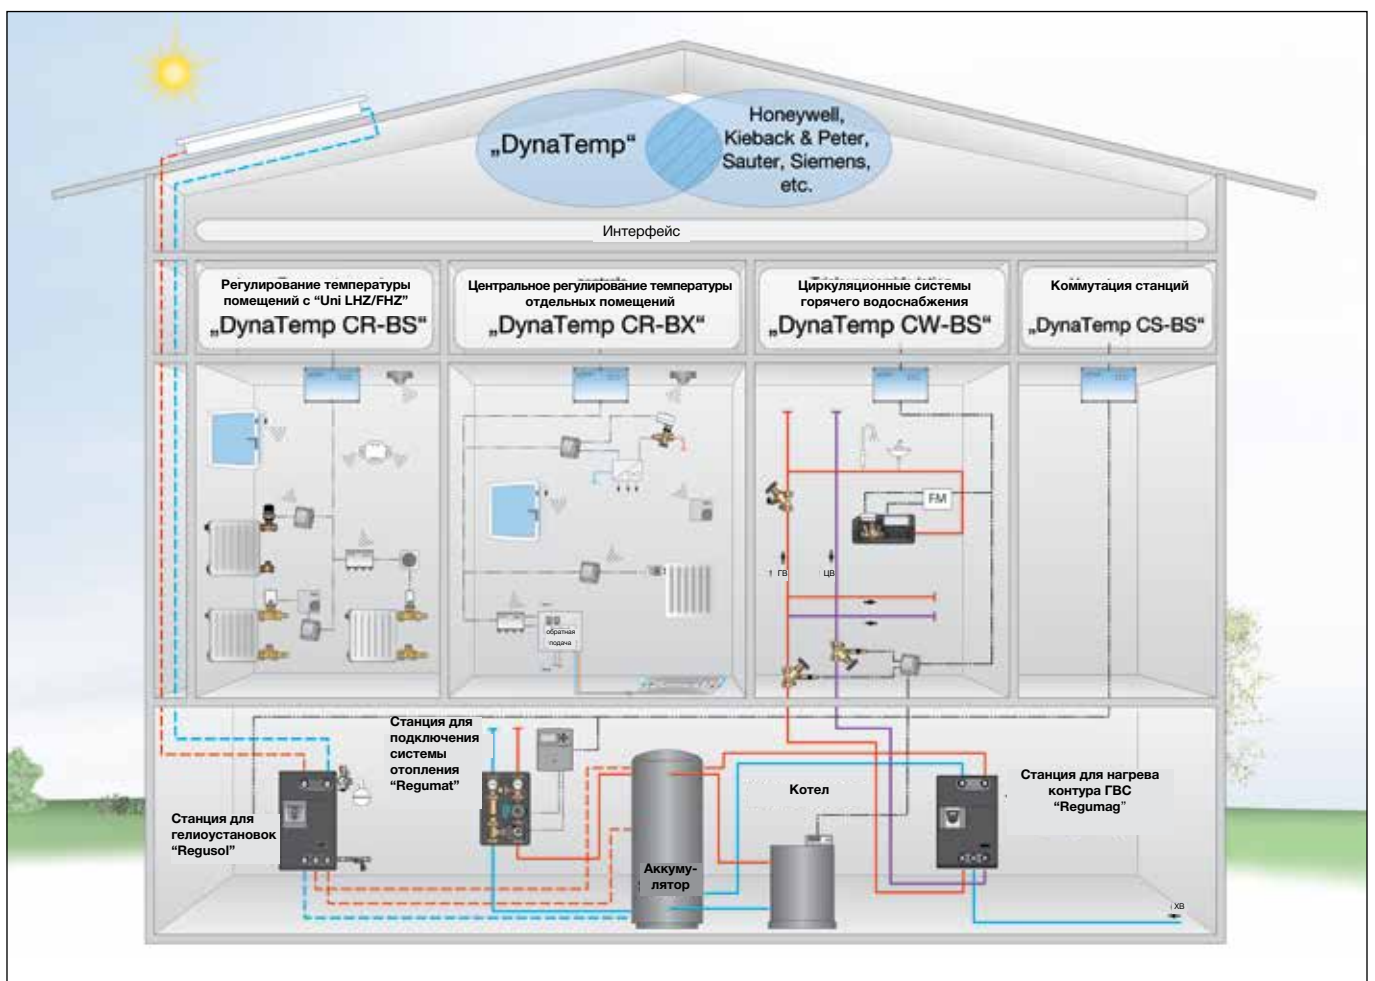 „DynaTemp“
Honeywell,
Kieback & Peter,
Sauter, Siemens,
etc.
Интерфейс
Регулирование температуры
помещений с “Uni LHZ/FHZ”
„DynaTemp CR-BS“
Центральное регулирование температуры
отдельных помещений
„DynaTemp CR-BX“
Циркуляционные системы
горячего водоснабжения
„DynaTemp CW-BS“
Коммутация станций
„DynaTemp CS-BS“
FM
ГВ
ЦВ
обратная
подача
Станция для
подключения
системы
отопления
“Regumat”
Станция для
гелиоустановок
“Regusol”
Аккуму-
лятор
Котел
Станция для нагрева
контура ГВС
“Regumag”
ХВ